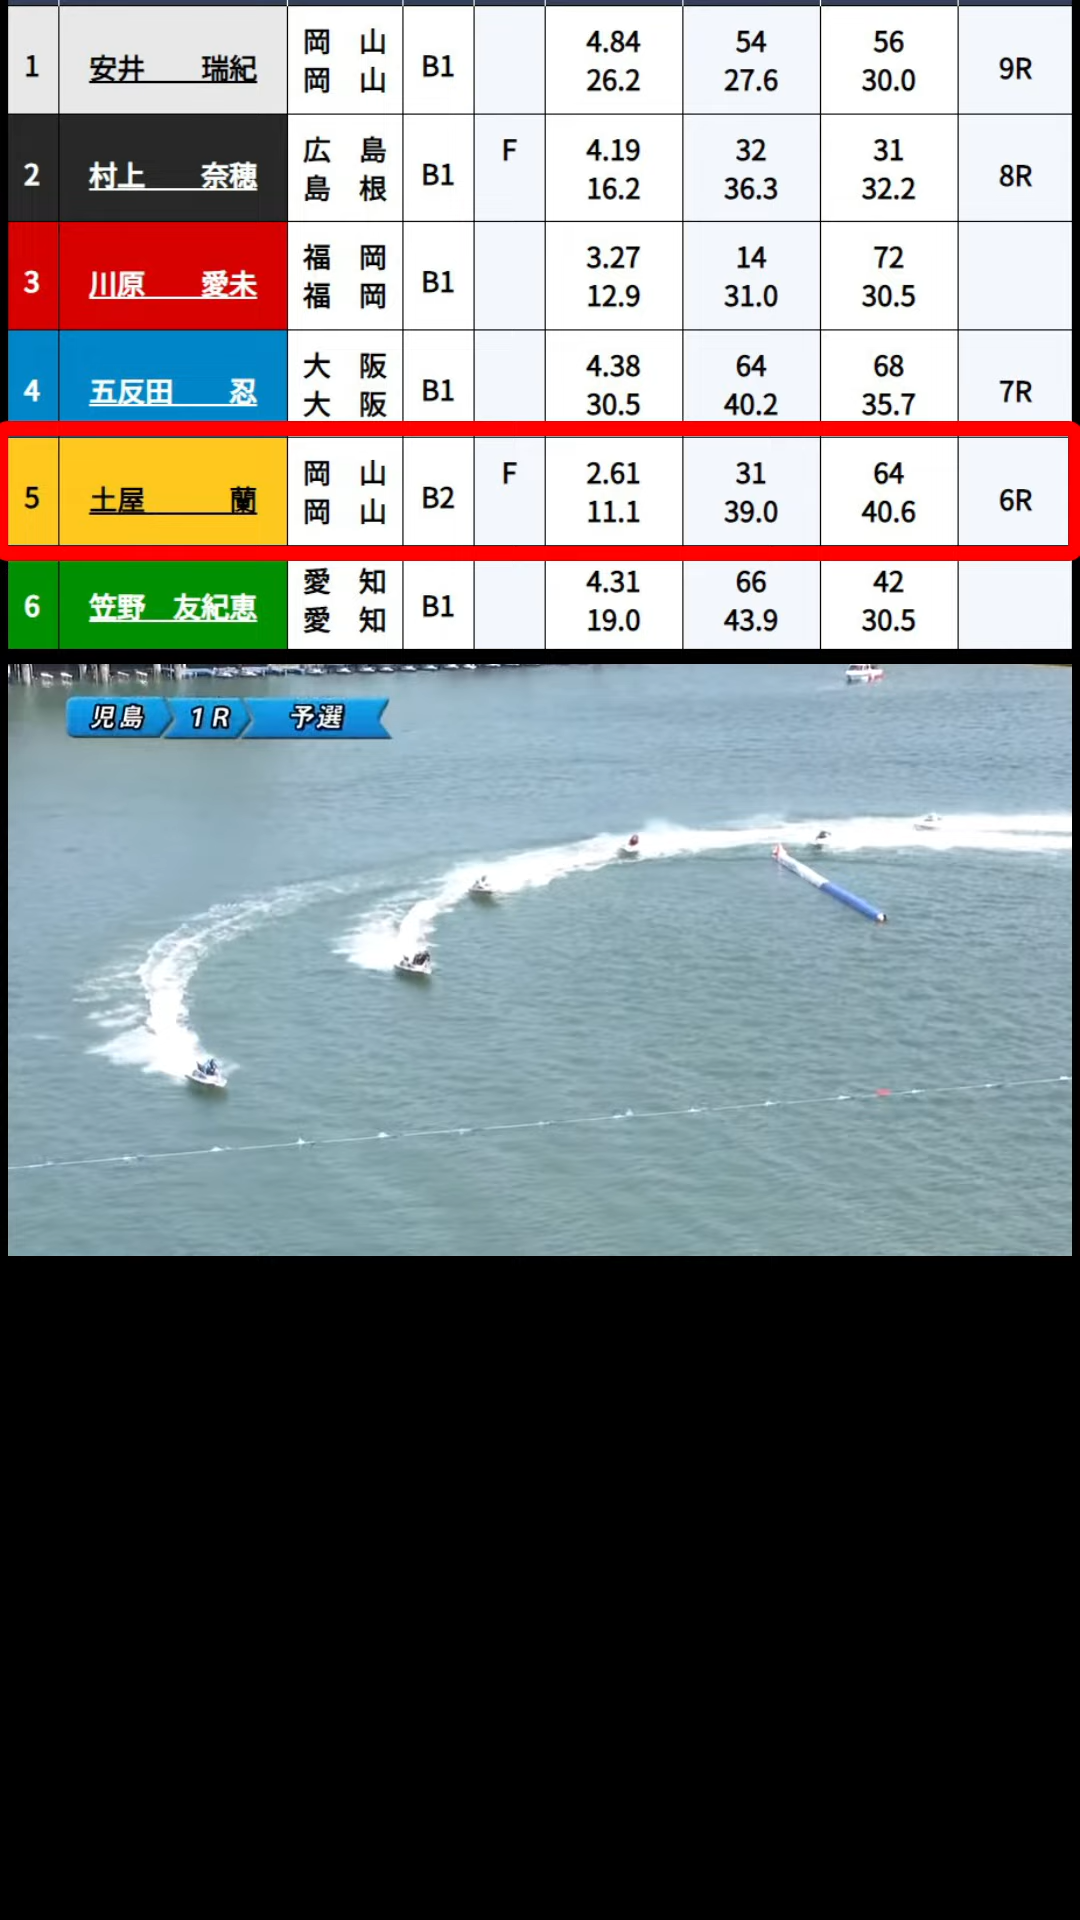 1 安井 瑞紀 岡 山 岡 山 B1 4.84 26.2 54 27.6 56 30.0 9R
2 村上 奈穂 広 島 島 根 B1 F 4.19 16.2 32 36.3 31 32.2 8R
3 川原 愛未 福 岡 福 岡 B1 3.27 12.9 14 31.0 72 30.5
4 五反田 忍 大 阪 大 阪 B1 4.38 30.5 64 40.2 68 35.7 7R
5 土屋 蘭 岡 山 岡 山 B2 F 2.61 11.1 31 39.0 64 40.6 6R
6 笠野 友紀恵 愛 知 愛 知 B1 4.31 19.0 66 43.9 42 30.5
児島 1R 予選